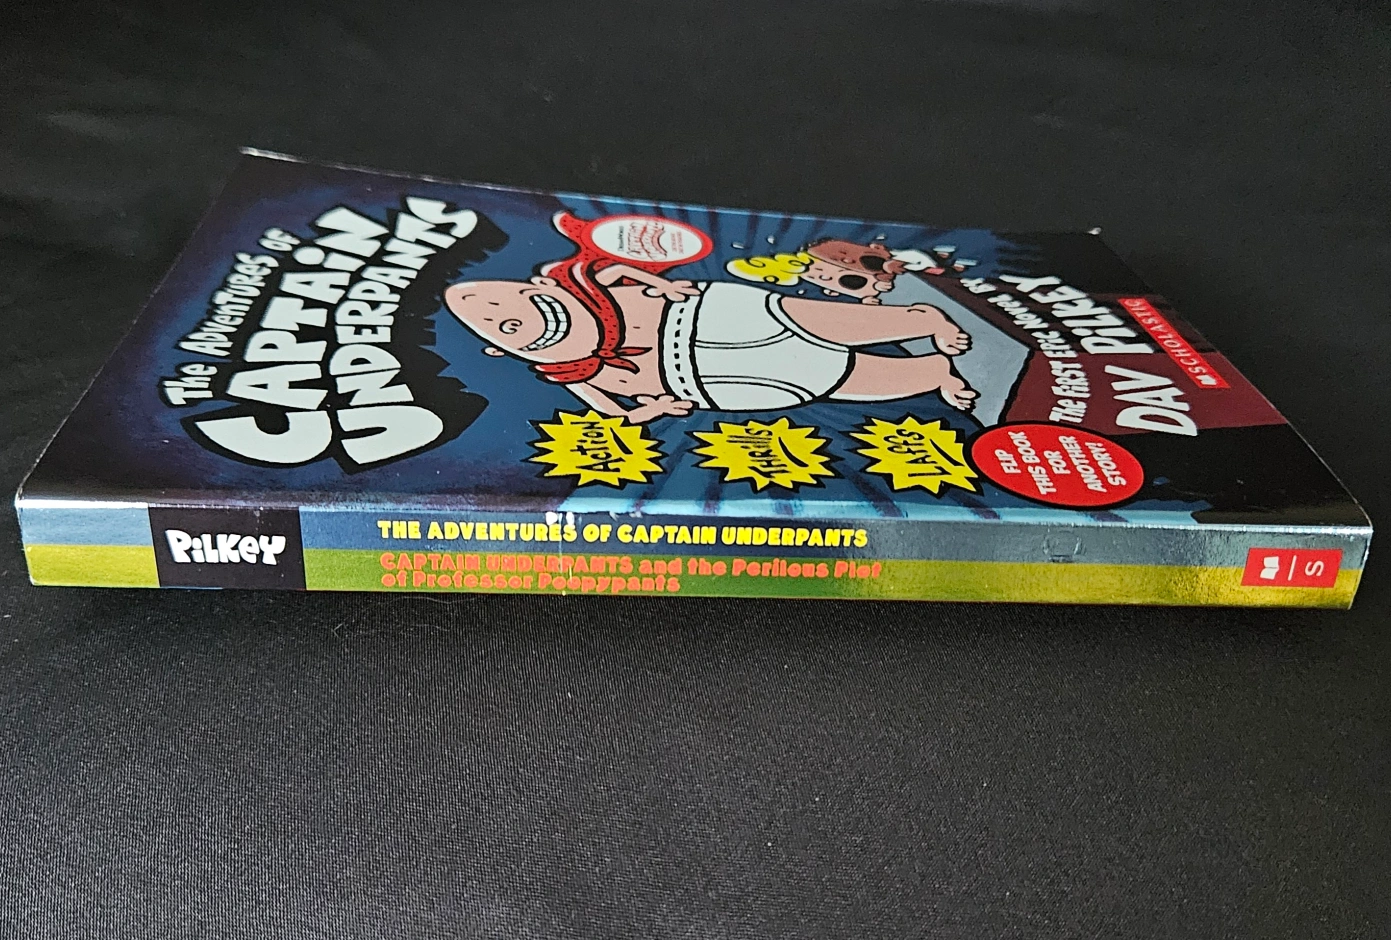 The Adventures of
CAPTAIN
UNDERPANTS
Action
Thrills
Laffs
The FiRST EPic Novel By
DAV PiLKEY
SCHOLASTIC
FLIP
THIS BOOK
FOR
ANOTHER
STORY!
PiLKEY
THE ADVENTURES OF CAPTAIN UNDERPANTS
CAPTAIN UNDERPANTS and the Perilous Plot
of Professor Poopypants
S